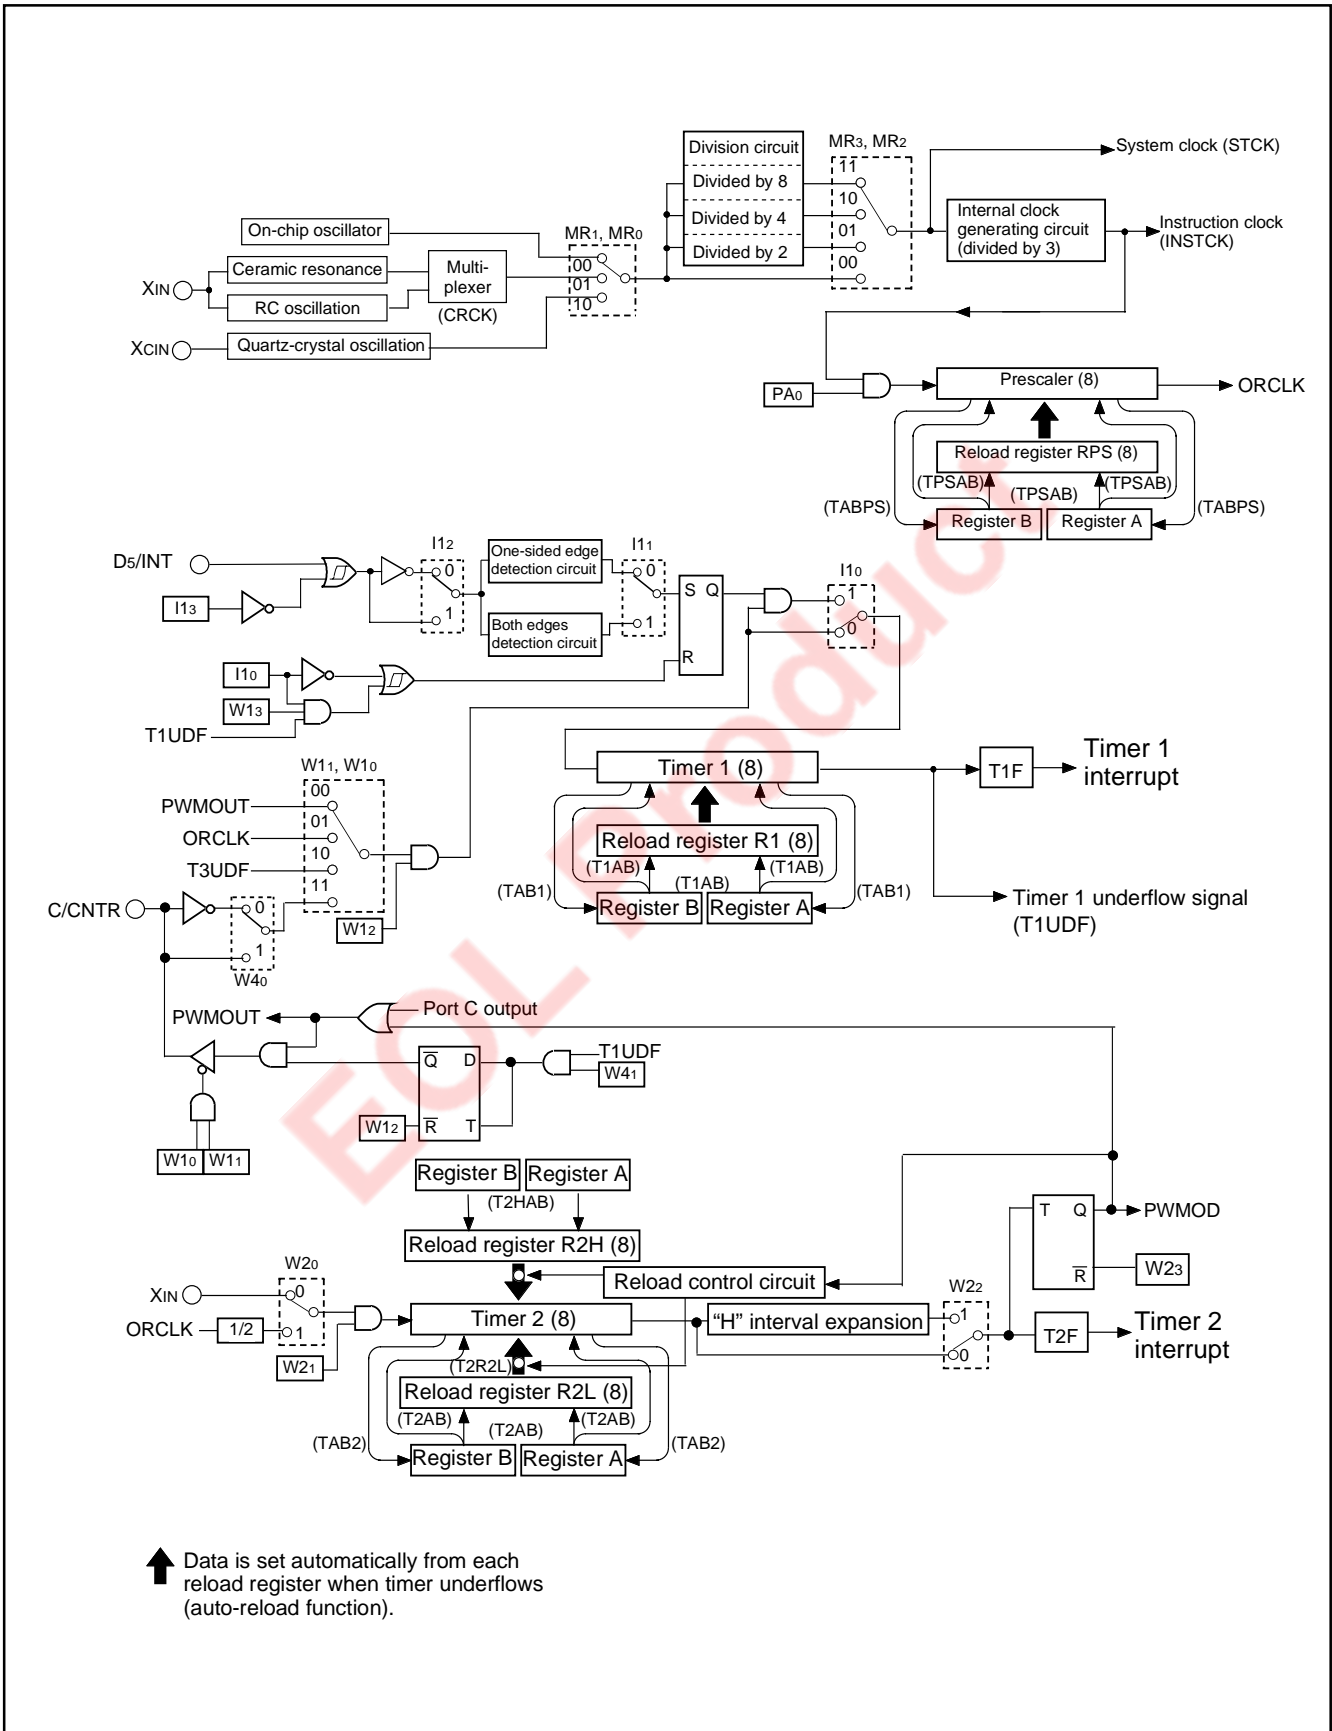 Division circuit
MR3, MR2
System clock (STCK)
Divided by 8
11
10
Divided by 4
01
Divided by 2
00
Internal clock
generating circuit
(divided by 3)
Instruction clock
(INSTCK)
On-chip oscillator
MR1, MR0
Ceramic resonance
Multi-
plexer
00
01
10
XIN
RC oscillation
(CRCK)
XCIN
Quartz-crystal oscillation
PA0
Prescaler (8)
ORCLK
Reload register RPS (8)
(TPSAB)
(TPSAB)
(TPSAB)
(TABPS)
Register B
Register A
(TABPS)
D5/INT
I12
0
1
One-sided edge
detection circuit
Both edges
detection circuit
I11
0
1
S Q
R
I10
1
0
I13
I10
W13
T1UDF
W11, W10
PWMOUT
00
ORCLK
01
T3UDF
10
11
C/CNTR
0
1
W40
W12
Timer 1 (8)
T1F
Timer 1
interrupt
Reload register R1 (8)
(T1AB)
(T1AB)
(T1AB)
(TAB1)
Register B
Register A
(TAB1)
Timer 1 underflow signal
(T1UDF)
PWMOUT
Port C output
Q D
R T
T1UDF
W41
W12
W10
W11
Register B
Register A
(T2HAB)
Reload register R2H (8)
Reload control circuit
T Q
R
PWMOD
W23
W20
XIN
0
ORCLK
1/2
1
W21
Timer 2 (8)
"H" interval expansion
W22
1
0
T2F
Timer 2
interrupt
(T2R2L)
Reload register R2L (8)
(T2AB)
(T2AB)
(T2AB)
(TAB2)
Register B
Register A
(TAB2)
Data is set automatically from each
reload register when timer underflows
(auto-reload function).
EOL Product